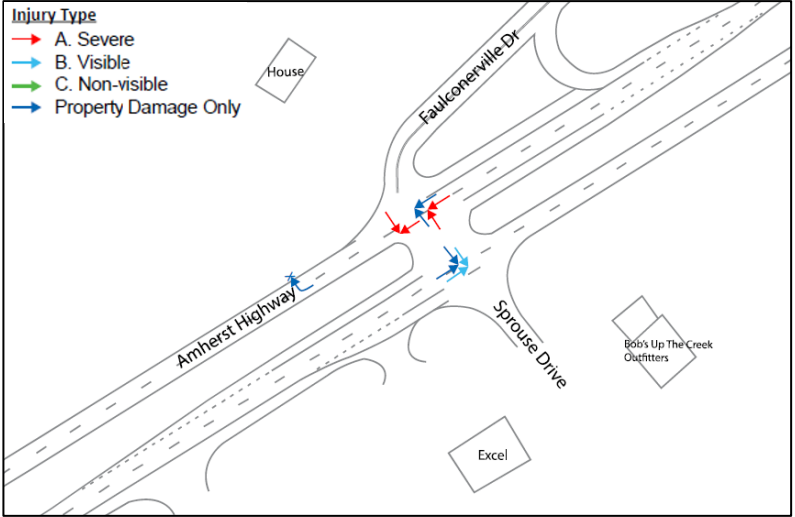 Injury Type
A. Severe
B. Visible
C. Non-visible
Property Damage Only
House
Faulconerville Dr
Amherst Highway
Sprouse Drive
Bob's Up The Creek
Outfitters
Excel